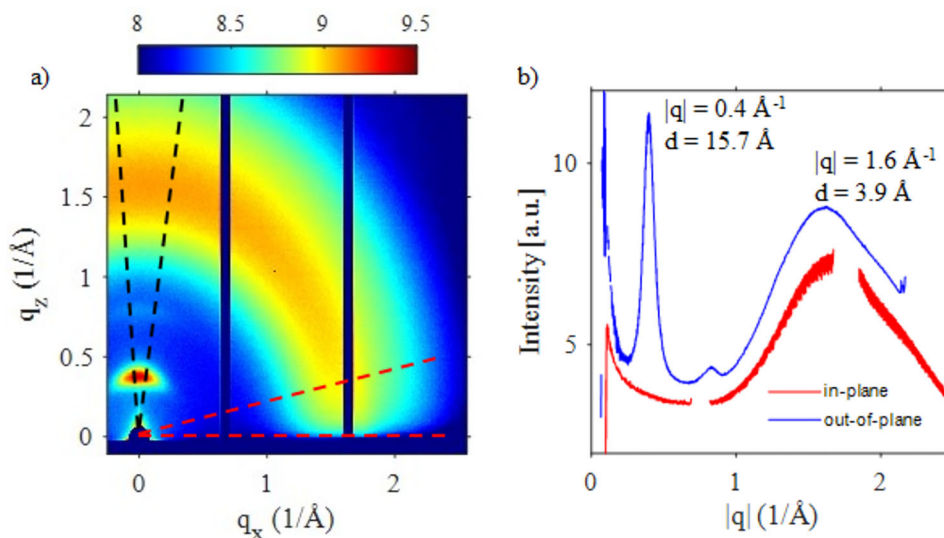 8 8.5 9 9.5
a)
2
1.5
1
0.5
0
q_z (1/Å)
0 1 2
q_x (1/Å)
b)
|q| = 0.4 Å⁻¹
d = 15.7 Å
|q| = 1.6 Å⁻¹
d = 3.9 Å
10
5
Intensity [a.u.]
in-plane
out-of-plane
0 1 2
|q| (1/Å)